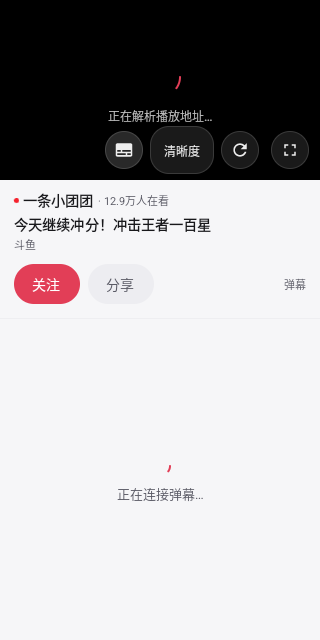 正在解析播放地址...
清晰度
一条小团团 · 12.9万人在看
今天继续冲分！冲击王者一百星
斗鱼
关注 分享 弹幕
正在连接弹幕...